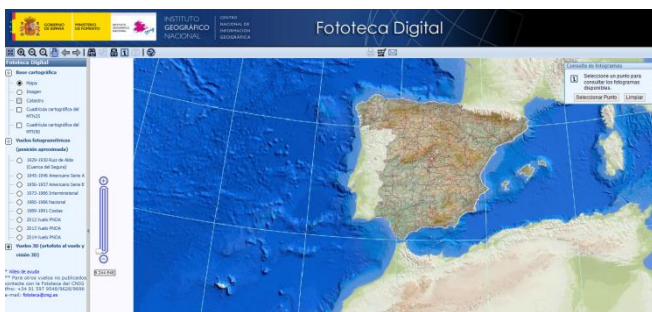 GOBIERNO
DE ESPAÑA
MINISTERIO
DE FOMENTO
INSTITUTO
GEOGRÁFICO
NACIONAL
CENTRO
NACIONAL DE
INFORMACIÓN
GEOGRÁFICA
Fototeca Digital
Fototeca Digital
Base cartográfica
Mapa
Imagen
Catastro
Cuadrícula cartográfica del
MTN25
Cuadrícula cartográfica del
MTN50
Vuelos fotogramétricos
(posición aproximada)
1929-1930 Ruiz de Alda
(Cuenca del Segura)
1945-1946 Americano Serie A
1956-1957 Americano Serie B
1973-1986 Interministerial
1980-1986 Nacional
1989-1991 Costas
2012 Vuelo PNOA
2013 Vuelo PNOA
2014 Vuelo PNOA
Vuelos 3D (ortofoto al vuelo y
visión 3D)
* Video de ayuda
** Para otros vuelos no publicados
contacte con la Fototeca del CNIG
e-mail: fototeca@cnig.es
Consulta de fotogramas
Seleccione un punto para
consultar los fotogramas
disponibles.
Seleccionar Punto Limpiar